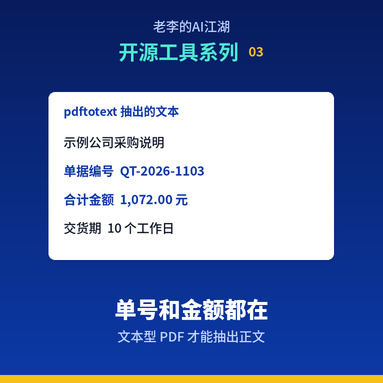 老李的AI江湖
开源工具系列 03
pdftotext 抽出的文本
示例公司采购说明
单据编号 QT-2026-1103
合计金额 1,072.00 元
交货期 10 个工作日
单号和金额都在
文本型 PDF 才能抽出正文